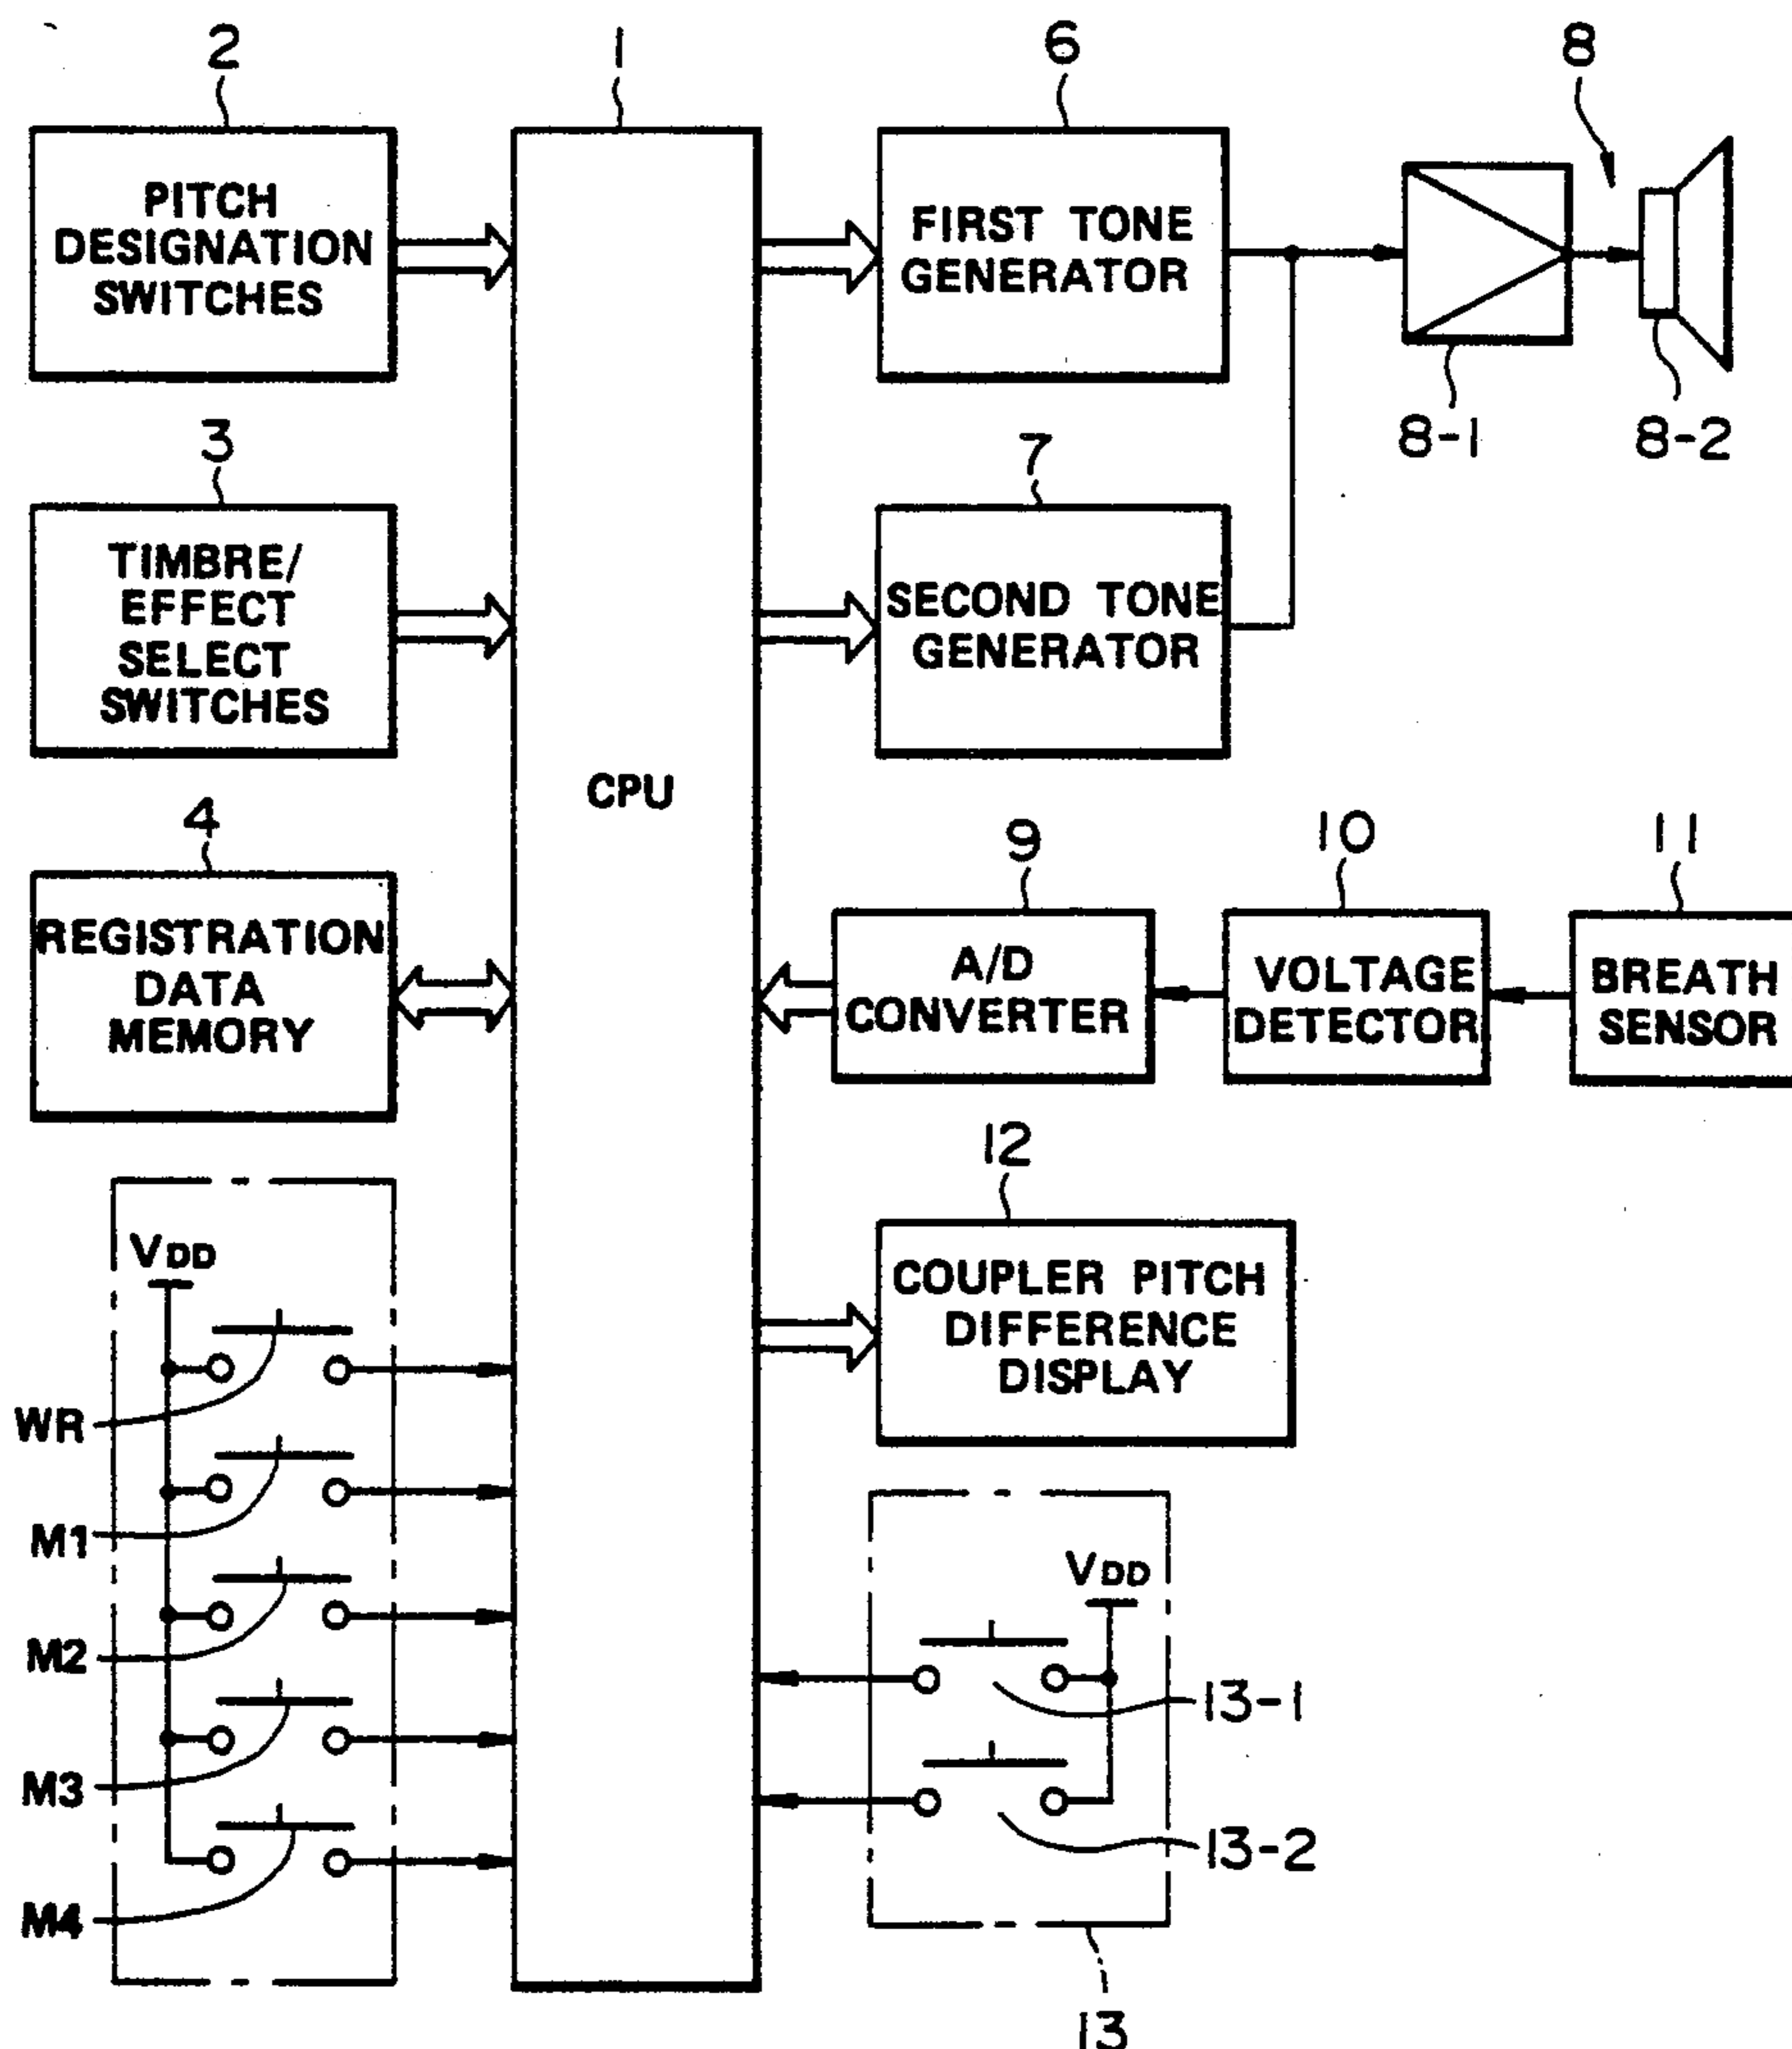 2
1
6
8
PITCH
DESIGNATION
SWITCHES
FIRST TONE
GENERATOR
8-1
8-2
3
7
TIMBRE/
EFFECT
SELECT
SWITCHES
SECOND TONE
GENERATOR
CPU
4
9
10
11
REGISTRATION
DATA
MEMORY
A/D
CONVERTER
VOLTAGE
DETECTOR
BREATH
SENSOR
12
COUPLER PITCH
DIFFERENCE
DISPLAY
VDD
WR
M1
M2
M3
M4
VDD
13-1
13-2
13